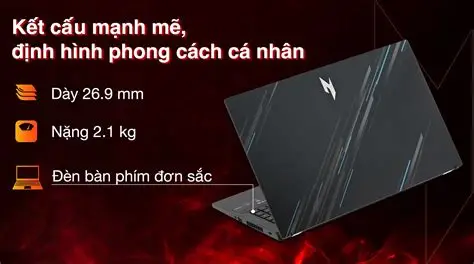 Kết cấu mạnh mẽ,
định hình phong cách cá nhân
Dày 26.9 mm
Nặng 2.1 kg
Đèn bàn phím đơn sắc